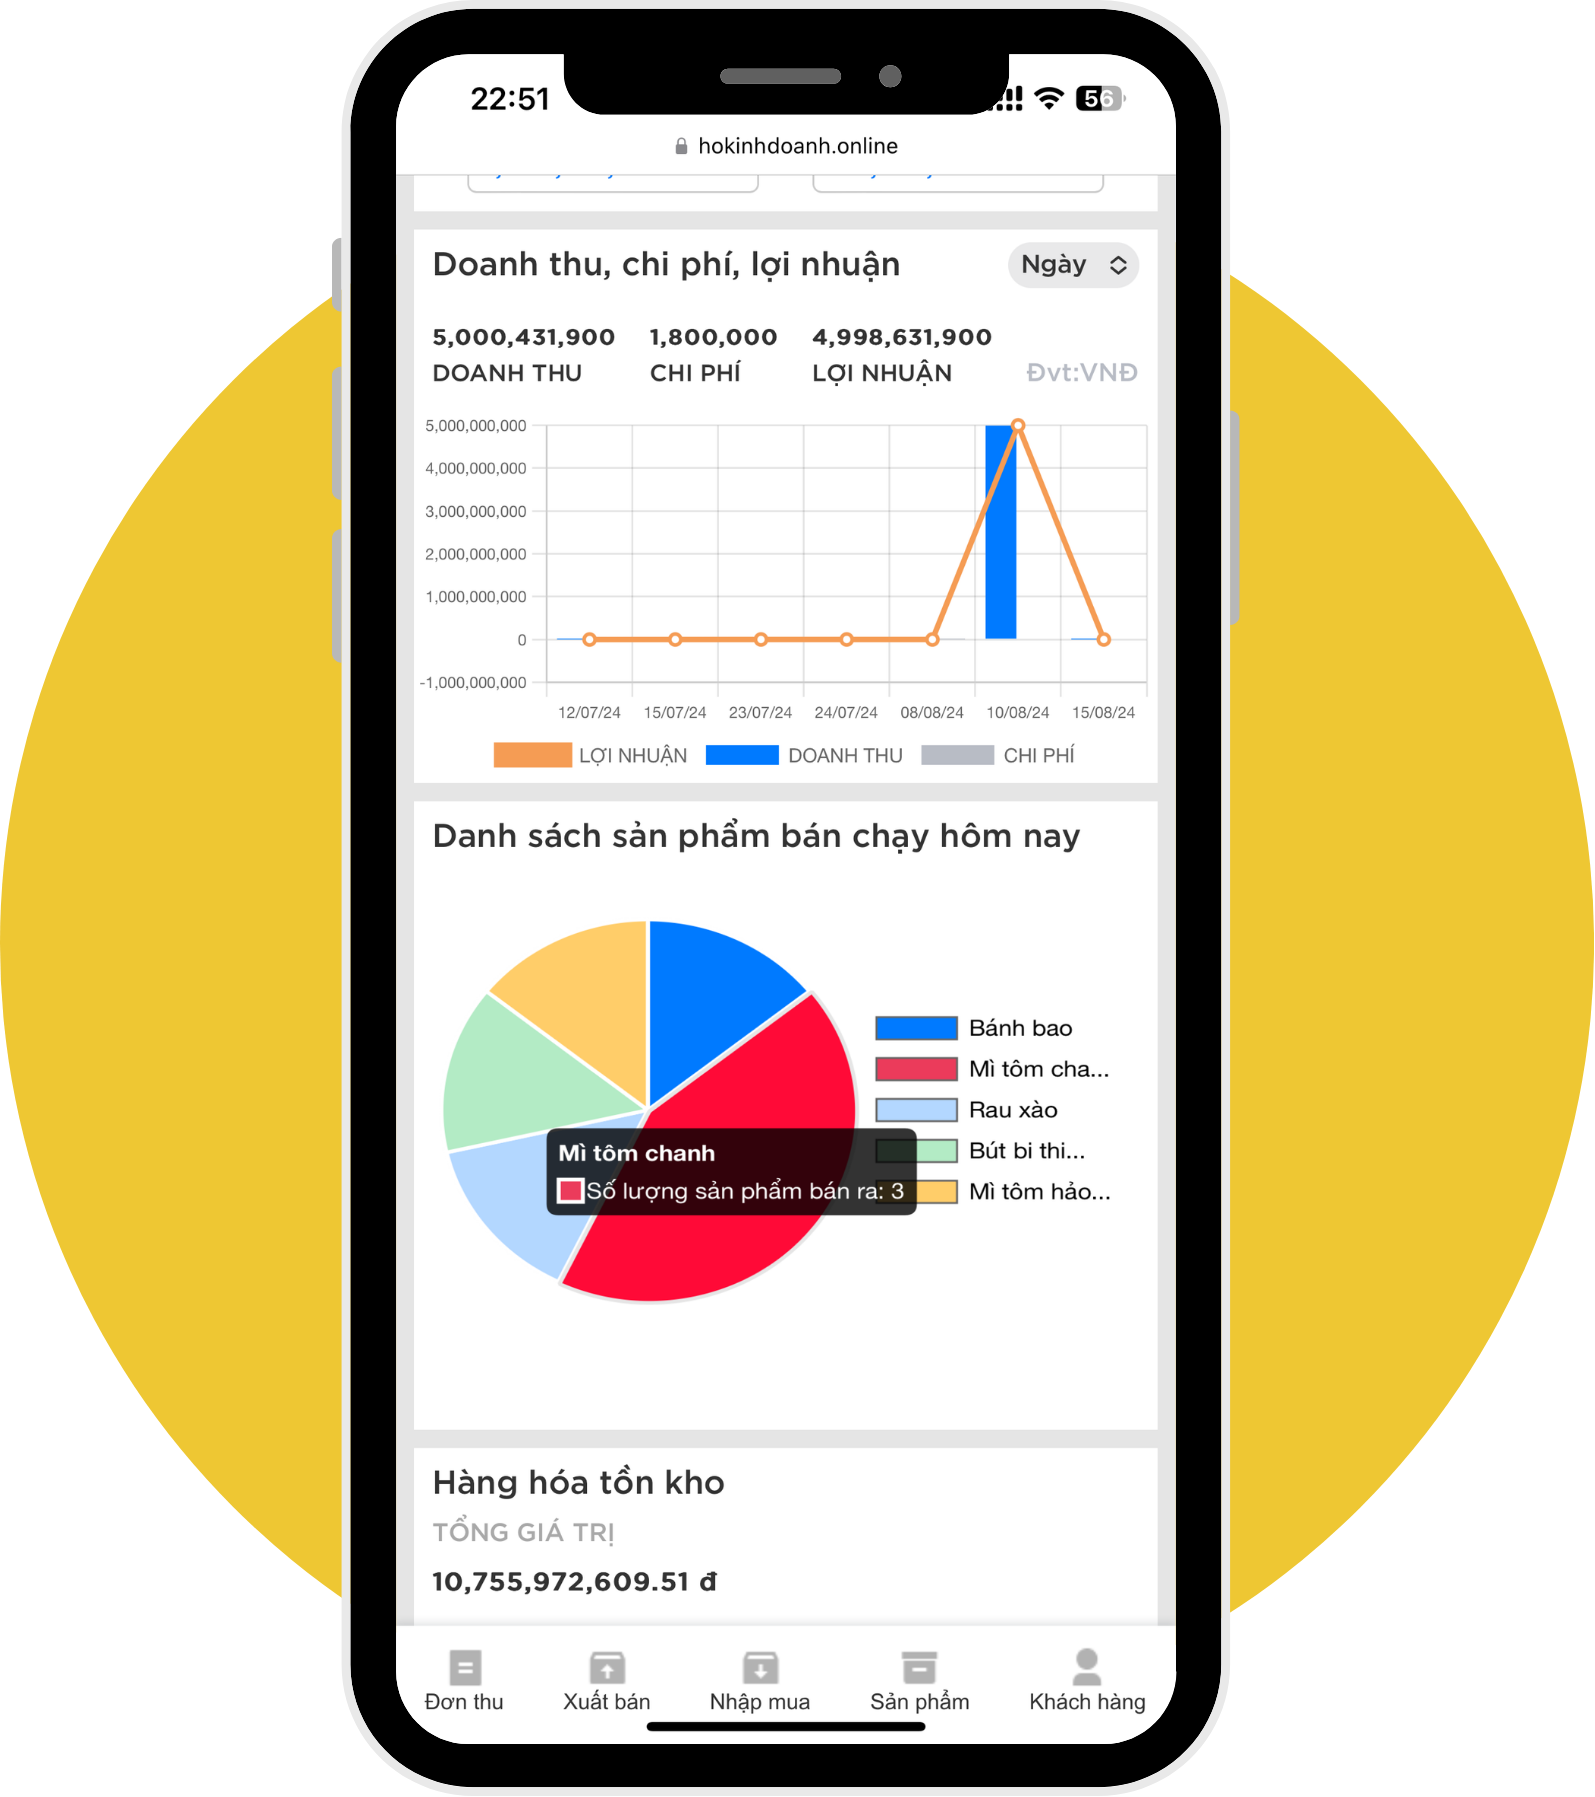 22:51
56
hokinhdoanh.online
Doanh thu, chi phí, lợi nhuận
Ngày
5,000,431,900 1,800,000 4,998,631,900
DOANH THU CHI PHÍ LỢI NHUẬN Đvt:VNĐ
5,000,000,000
4,000,000,000
3,000,000,000
2,000,000,000
1,000,000,000
0
-1,000,000,000
12/07/24 15/07/24 23/07/24 24/07/24 08/08/24 10/08/24 15/08/24
LỢI NHUẬN DOANH THU CHI PHÍ
Danh sách sản phẩm bán chạy hôm nay
Bánh bao
Mì tôm cha...
Rau xào
Bút bi thi...
Mì tôm hảo...
Mì tôm chanh
Số lượng sản phẩm bán ra: 3
Hàng hóa tồn kho
TỔNG GIÁ TRỊ
10,755,972,609.51 đ
Đơn thu Xuất bán Nhập mua Sản phẩm Khách hàng